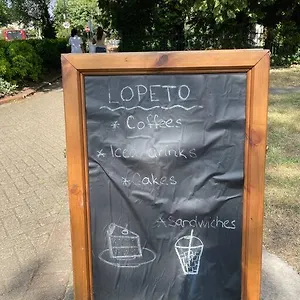 LOPETO
* Coffees
* Iced drinks
* Cakes
* Sandwiches